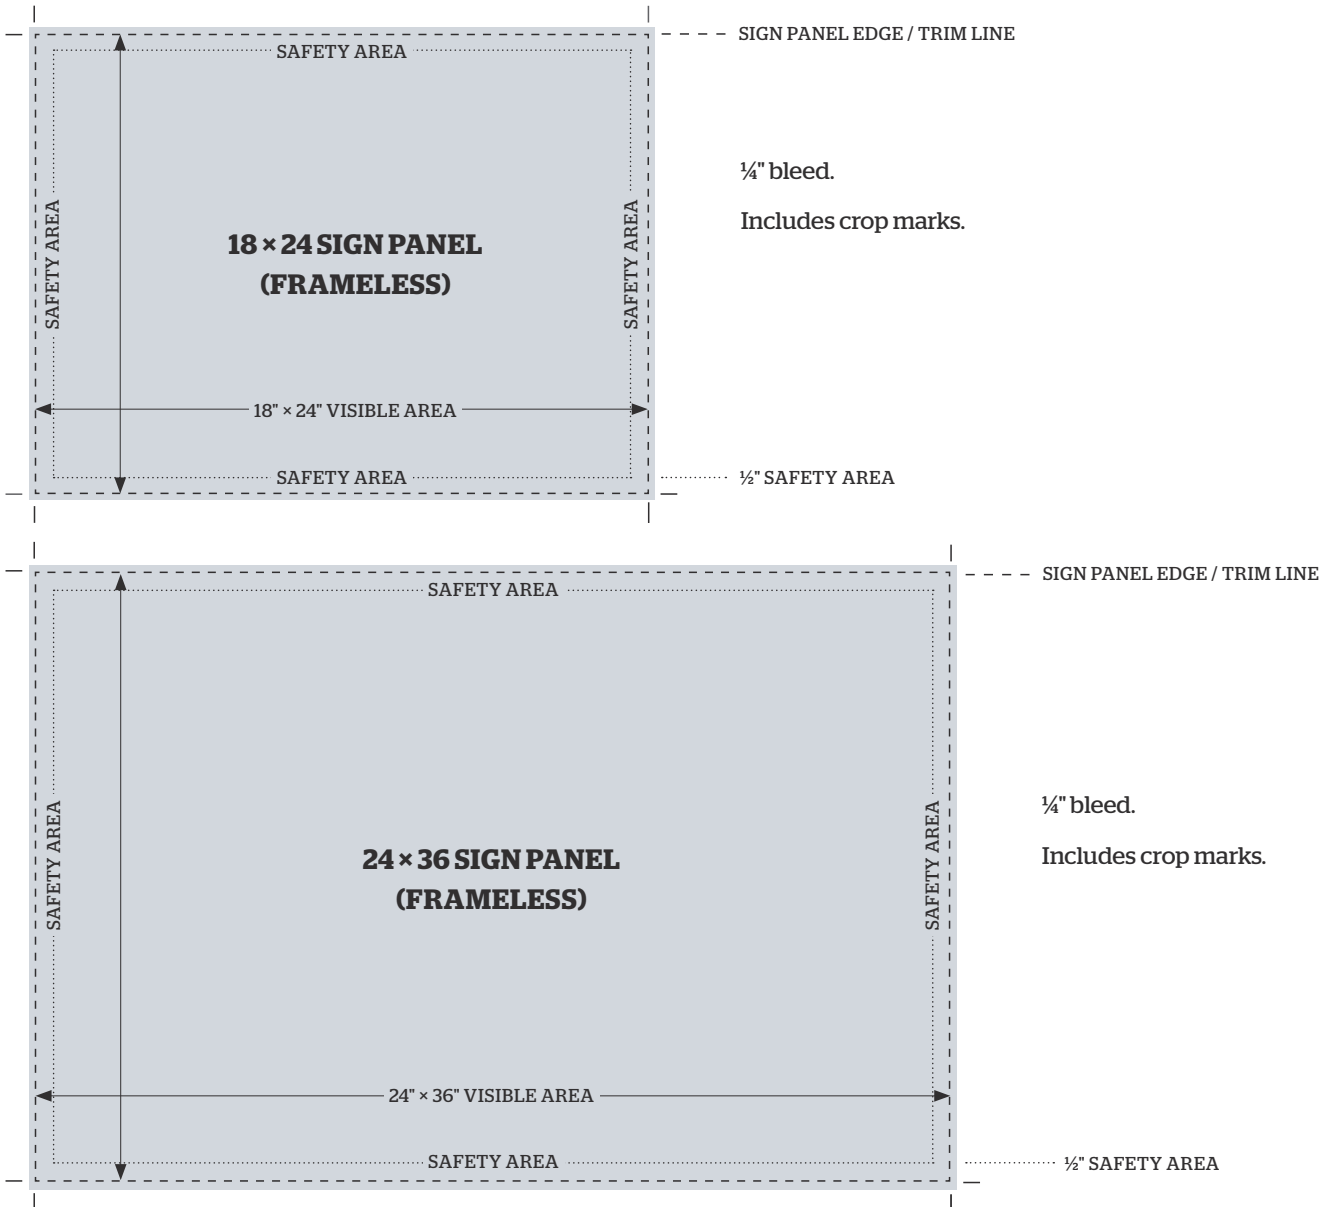 SAFETY AREA
SIGN PANEL EDGE / TRIM LINE
¼" bleed.
Includes crop marks.
SAFETY AREA
SAFETY AREA
18 × 24 SIGN PANEL
(FRAMELESS)
18" × 24" VISIBLE AREA
SAFETY AREA
½" SAFETY AREA
SAFETY AREA
SIGN PANEL EDGE / TRIM LINE
¼" bleed.
Includes crop marks.
SAFETY AREA
SAFETY AREA
24 × 36 SIGN PANEL
(FRAMELESS)
24" × 36" VISIBLE AREA
SAFETY AREA
½" SAFETY AREA